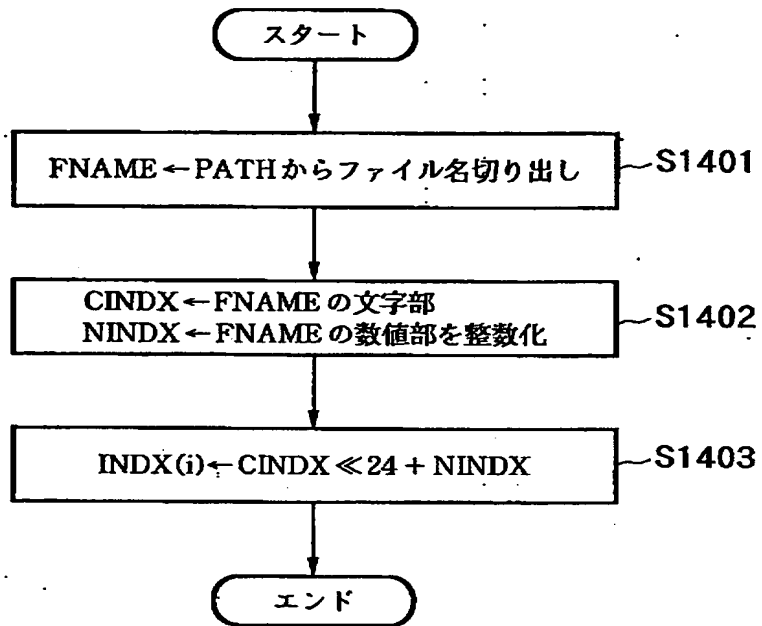 スタート
FNAME←PATHからファイル名切り出し
S1401
CINDX←FNAMEの文字部
NINDX←FNAMEの数値部を整数化
S1402
INDX(i)←CINDX≪24+NINDX
S1403
エンド